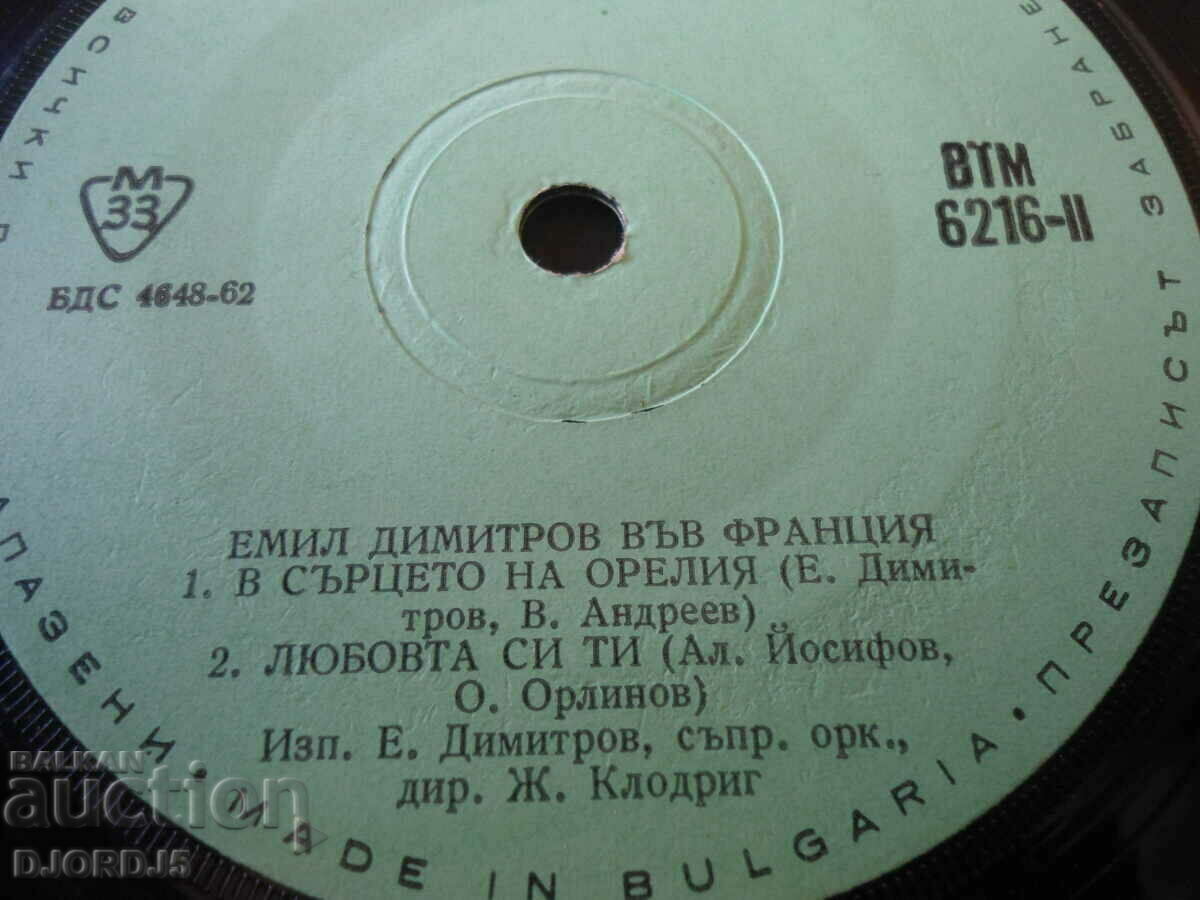 ВСИЧКИ П
М
33
БДС 4648-62
ВТМ
6216-II
ЕМИЛ ДИМИТРОВ ВЪВ ФРАНЦИЯ
1. В СЪРЦЕТО НА ОРЕЛИЯ (Е. Дими-
тров, В. Андреев)
2. ЛЮБОВТА СИ ТИ (Ал. Йосифов,
О. Орлинов)
Изп. Е. Димитров, съпр. орк.,
дир. Ж. Клодриг
АПАЗЕНИ • MADE IN BULGARIA • ПРЕЗАПИСЪТ ЗАБРАНЕ
BALKAN
auction
DJORDJ5